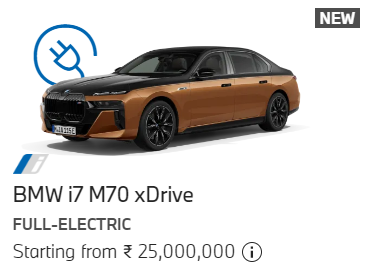 NEW
BMW i7 M70 xDrive
FULL-ELECTRIC
Starting from ₹ 25,000,000 i